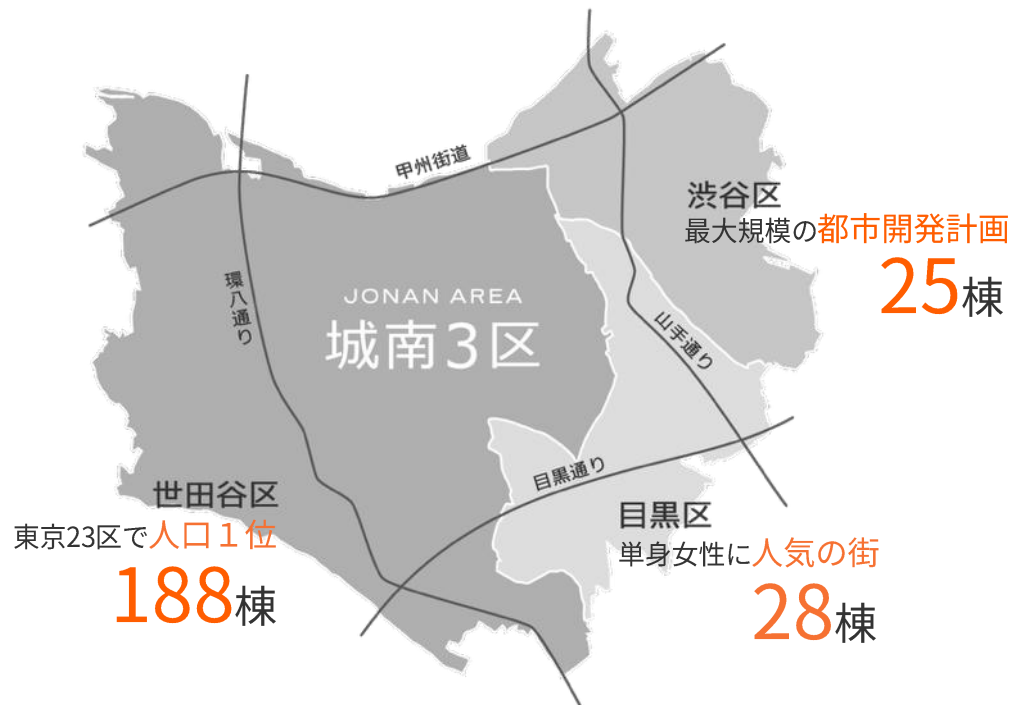 甲州街道
渋谷区
最大規模の都市開発計画
25棟
環八通り
JONAN AREA
城南3区
山手通り
目黒通り
世田谷区
東京23区で人口１位
188棟
目黒区
単身女性に人気の街
28棟